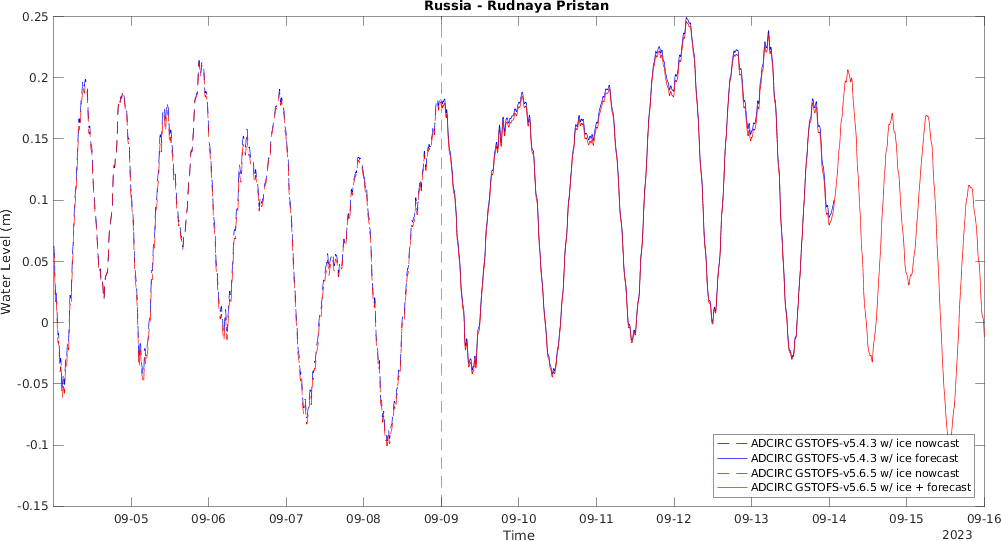 Russia - Rudnaya Pristan
0.25
0.2
0.15
0.1
0.05
0
-0.05
-0.1
-0.15
Water Level (m)
ADCIRC GSTOFS-v5.4.3 w/ ice nowcast
ADCIRC GSTOFS-v5.4.3 w/ ice forecast
ADCIRC GSTOFS-v5.6.5 w/ ice nowcast
ADCIRC GSTOFS-v5.6.5 w/ ice + forecast
09-05 09-06 09-07 09-08 09-09 09-10 09-11 09-12 09-13 09-14 09-15 09-16
Time
2023